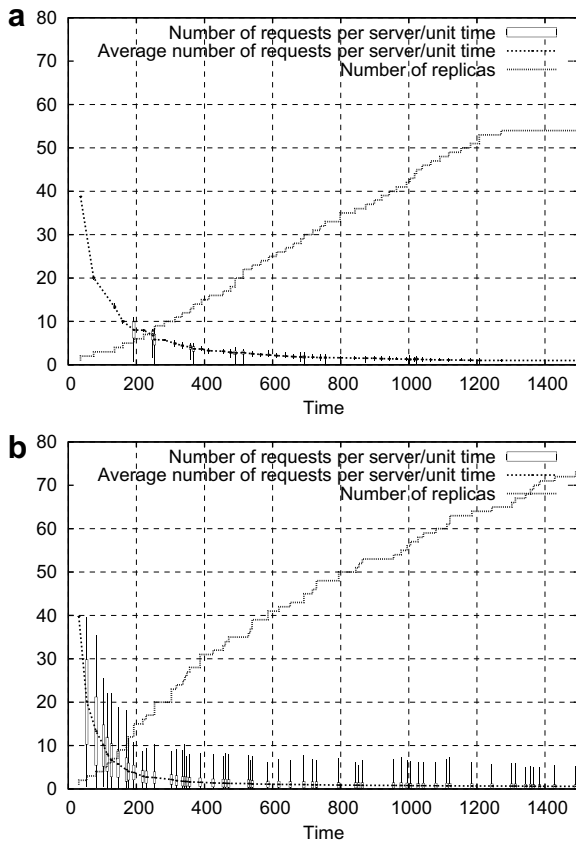 a
Number of requests per server/unit time
Average number of requests per server/unit time
Number of replicas
80
70
60
50
40
30
20
10
0
0 200 400 600 800 1000 1200 1400
Time
b
Number of requests per server/unit time
Average number of requests per server/unit time
Number of replicas
80
70
60
50
40
30
20
10
0
0 200 400 600 800 1000 1200 1400
Time